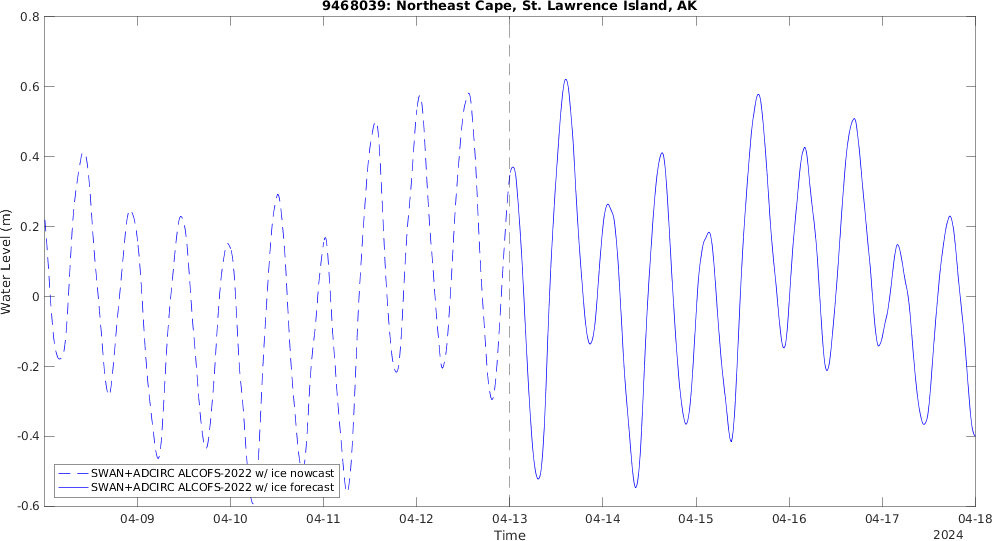 9468039: Northeast Cape, St. Lawrence Island, AK
0.8
0.6
0.4
0.2
0
-0.2
-0.4
-0.6
Water Level (m)
SWAN+ADCIRC ALCOFS-2022 w/ ice nowcast
SWAN+ADCIRC ALCOFS-2022 w/ ice forecast
04-09 04-10 04-11 04-12 04-13 04-14 04-15 04-16 04-17 04-18
Time
2024